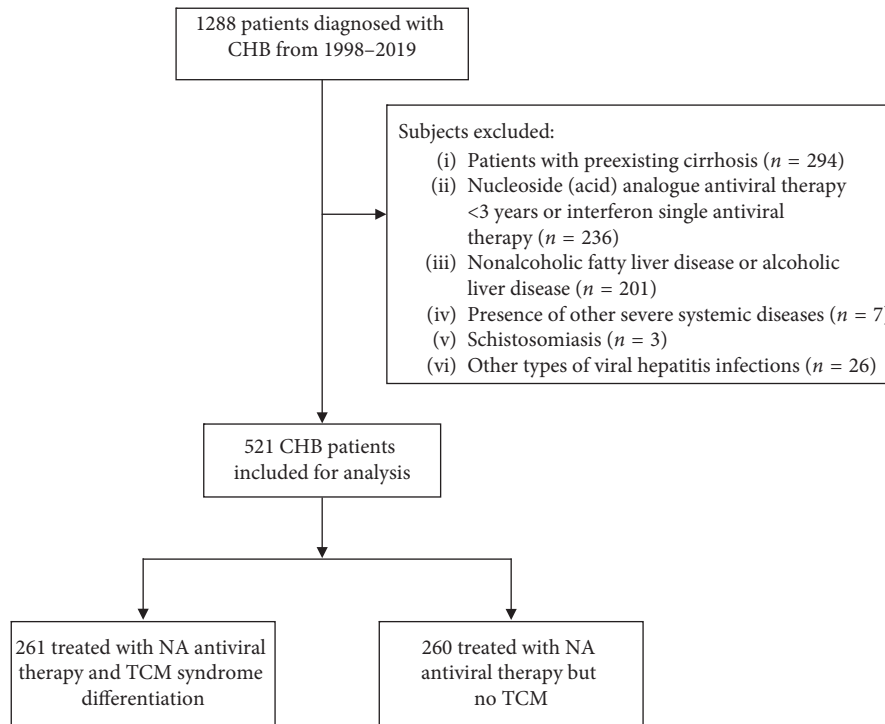 1288 patients diagnosed with
CHB from 1998–2019
Subjects excluded:
(i) Patients with preexisting cirrhosis (n = 294)
(ii) Nucleoside (acid) analogue antiviral therapy
<3 years or interferon single antiviral
therapy (n = 236)
(iii) Nonalcoholic fatty liver disease or alcoholic
liver disease (n = 201)
(iv) Presence of other severe systemic diseases (n = 7)
(v) Schistosomiasis (n = 3)
(vi) Other types of viral hepatitis infections (n = 26)
521 CHB patients
included for analysis
261 treated with NA antiviral
therapy and TCM syndrome
differentiation
260 treated with NA
antiviral therapy but
no TCM